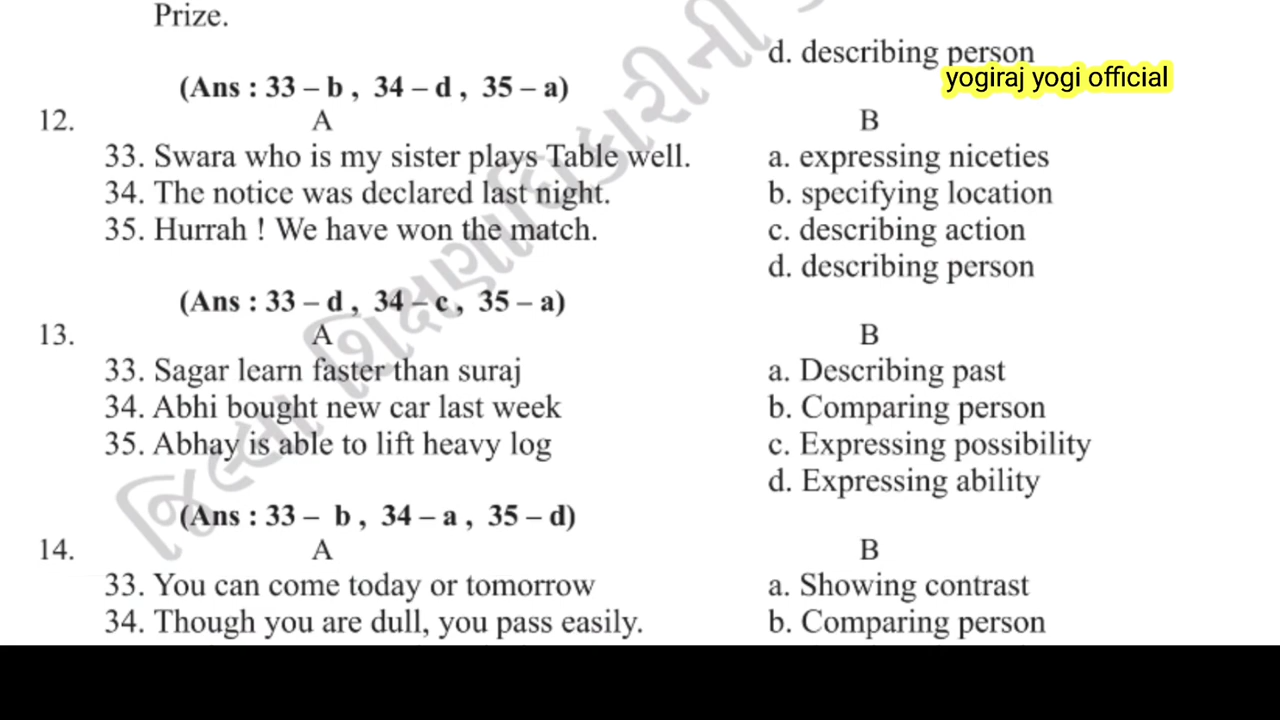 Prize.
d. describing person
yogiraj yogi official
(Ans : 33 – b , 34 – d , 35 – a)
12. A B
33. Swara who is my sister plays Table well. a. expressing niceties
34. The notice was declared last night. b. specifying location
35. Hurrah ! We have won the match. c. describing action
d. describing person
(Ans : 33 – d , 34 – c , 35 – a)
13. A B
33. Sagar learn faster than suraj a. Describing past
34. Abhi bought new car last week b. Comparing person
35. Abhay is able to lift heavy log c. Expressing possibility
d. Expressing ability
(Ans : 33 – b , 34 – a , 35 – d)
14. A B
33. You can come today or tomorrow a. Showing contrast
34. Though you are dull, you pass easily. b. Comparing person
જિલ્લા શિક્ષણાધિકારીની